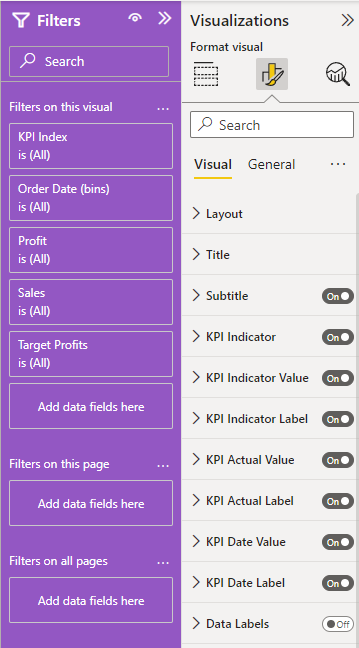 Filters
Search
Filters on this visual
...
KPI Index
is (All)
Order Date (bins)
is (All)
Profit
is (All)
Sales
is (All)
Target Profits
is (All)
Add data fields here
Filters on this page
...
Add data fields here
Filters on all pages
...
Add data fields here
Visualizations
Format visual
Search
Visual General ...
Layout
Title
Subtitle On
KPI Indicator On
KPI Indicator Value On
KPI Indicator Label On
KPI Actual Value On
KPI Actual Label On
KPI Date Value On
KPI Date Label On
Data Labels Off